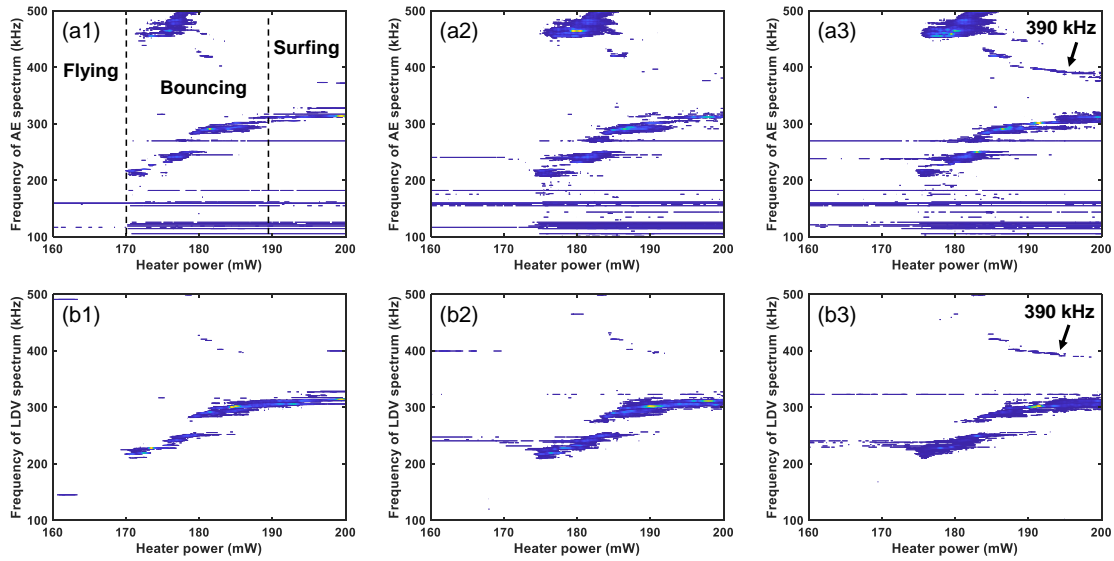 (a1)
Flying
Bouncing
Surfing
500
400
300
200
100
160
170
180
190
200
Frequency of AE spectrum (kHz)
Heater power (mW)
(a2)
500
400
300
200
100
160
170
180
190
200
Frequency of AE spectrum (kHz)
Heater power (mW)
(a3)
390 kHz
500
400
300
200
100
160
170
180
190
200
Frequency of AE spectrum (kHz)
Heater power (mW)
(b1)
500
400
300
200
100
160
170
180
190
200
Frequency of LDV spectrum (kHz)
Heater power (mW)
(b2)
500
400
300
200
100
160
170
180
190
200
Frequency of LDV spectrum (kHz)
Heater power (mW)
(b3)
390 kHz
500
400
300
200
100
160
170
180
190
200
Frequency of LDV spectrum (kHz)
Heater power (mW)